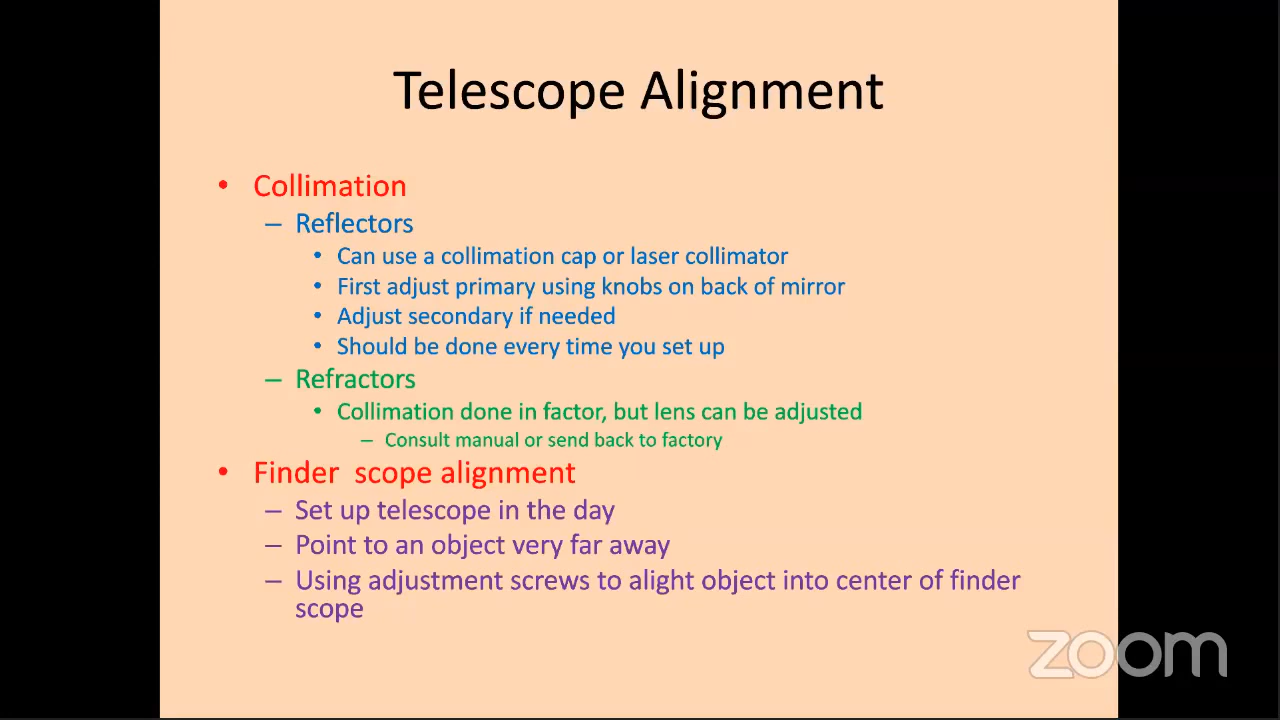 Telescope Alignment
• Collimation
– Reflectors
• Can use a collimation cap or laser collimator
• First adjust primary using knobs on back of mirror
• Adjust secondary if needed
• Should be done every time you set up
– Refractors
• Collimation done in factor, but lens can be adjusted
– Consult manual or send back to factory
• Finder  scope alignment
– Set up telescope in the day
– Point to an object very far away
– Using adjustment screws to alight object into center of finder
scope
zoom